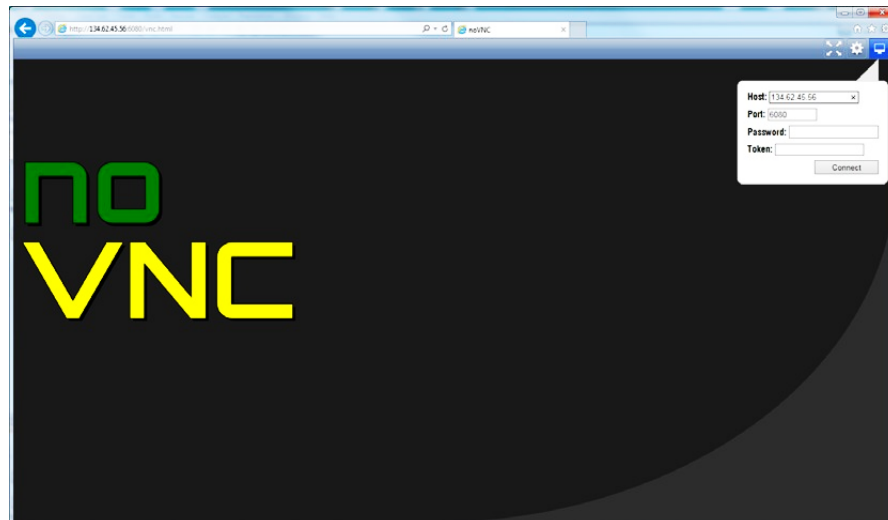 http://134.62.45.56:6080/vnc.html
noVNC
Host: 134.62.45.56
Port: 6080
Password:
Token:
Connect
no
VNC